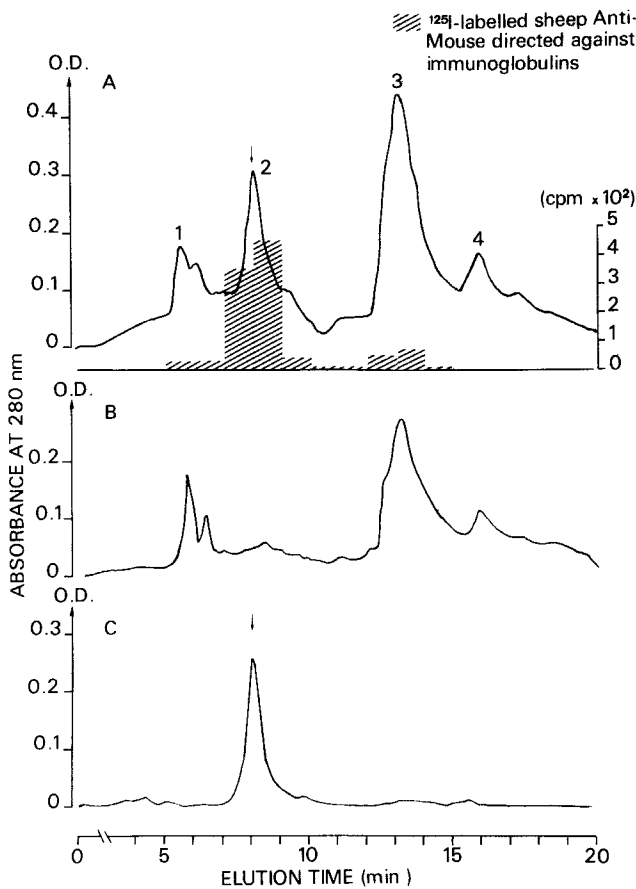 ¹²⁵I-labelled sheep Anti-
Mouse directed against
immunoglobulins
O.D.
A
0.4
0.3
0.2
0.1
0
1
2
3
4
(cpm x10²)
5
4
3
2
1
0
ABSORBANCE AT 280 nm
O.D.
B
0.2
0.1
0
O.D.
C
0.3
0.2
0.1
0
0 5 10 15 20
ELUTION TIME (min)